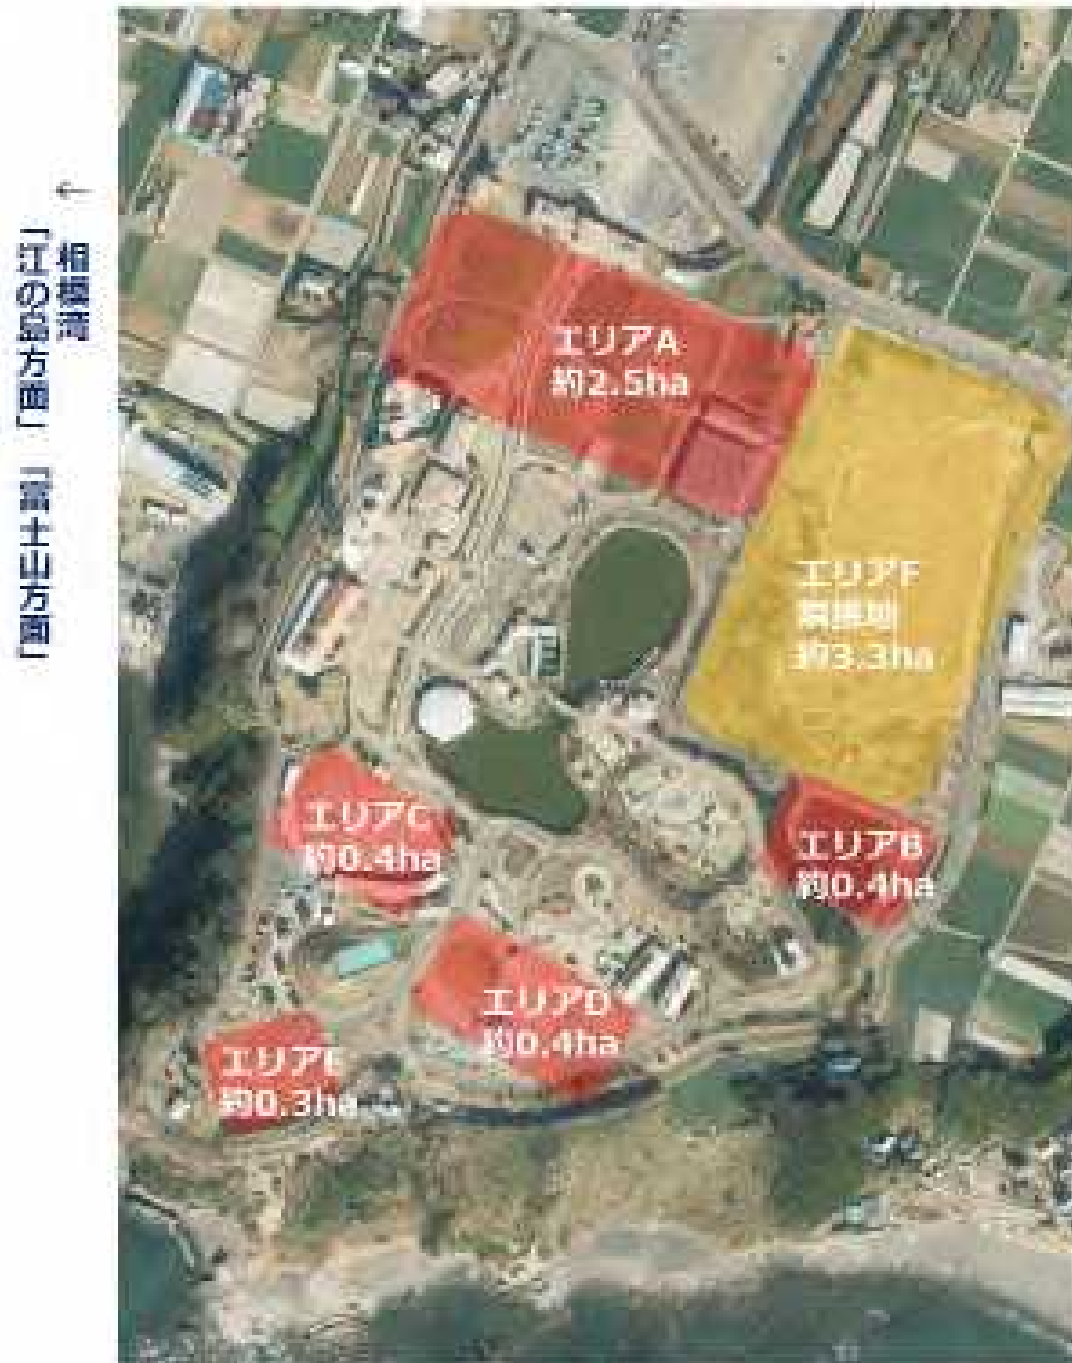 ← 相模湾
「江の島方面」「富士山方面」
エリアA
約2.5ha
エリアF
約3.3ha
エリアC
約0.4ha
エリアB
約0.4ha
エリアD
約0.4ha
エリアE
約0.3ha